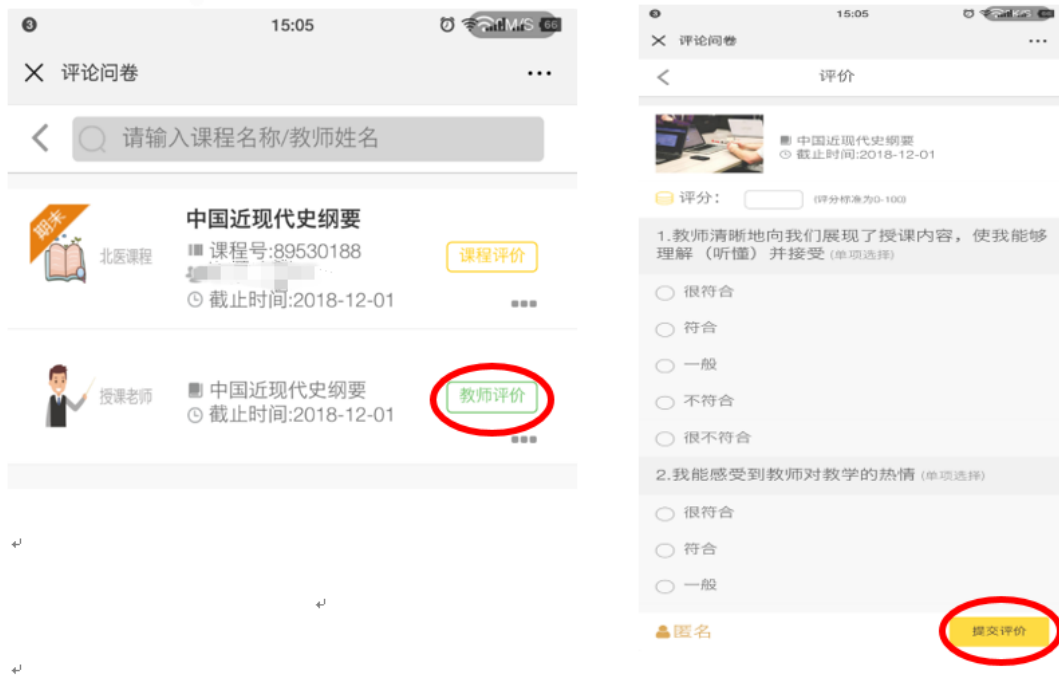 ❸ 15:05 M/S 66
评论问卷
请输入课程名称/教师姓名
期末
中国近现代史纲要
北医课程
课程号:89530188
课程评价
截止时间:2018-12-01
授课老师
中国近现代史纲要
教师评价
截止时间:2018-12-01
❸ 15:05
评论问卷
评价
中国近现代史纲要
截止时间:2018-12-01
评分: (评分标准为0-100)
1.教师清晰地向我们展现了授课内容，使我能够
理解（听懂）并接受 (单项选择)
很符合
符合
一般
不符合
很不符合
2.我能感受到教师对教学的热情 (单项选择)
很符合
符合
一般
匿名
提交评价